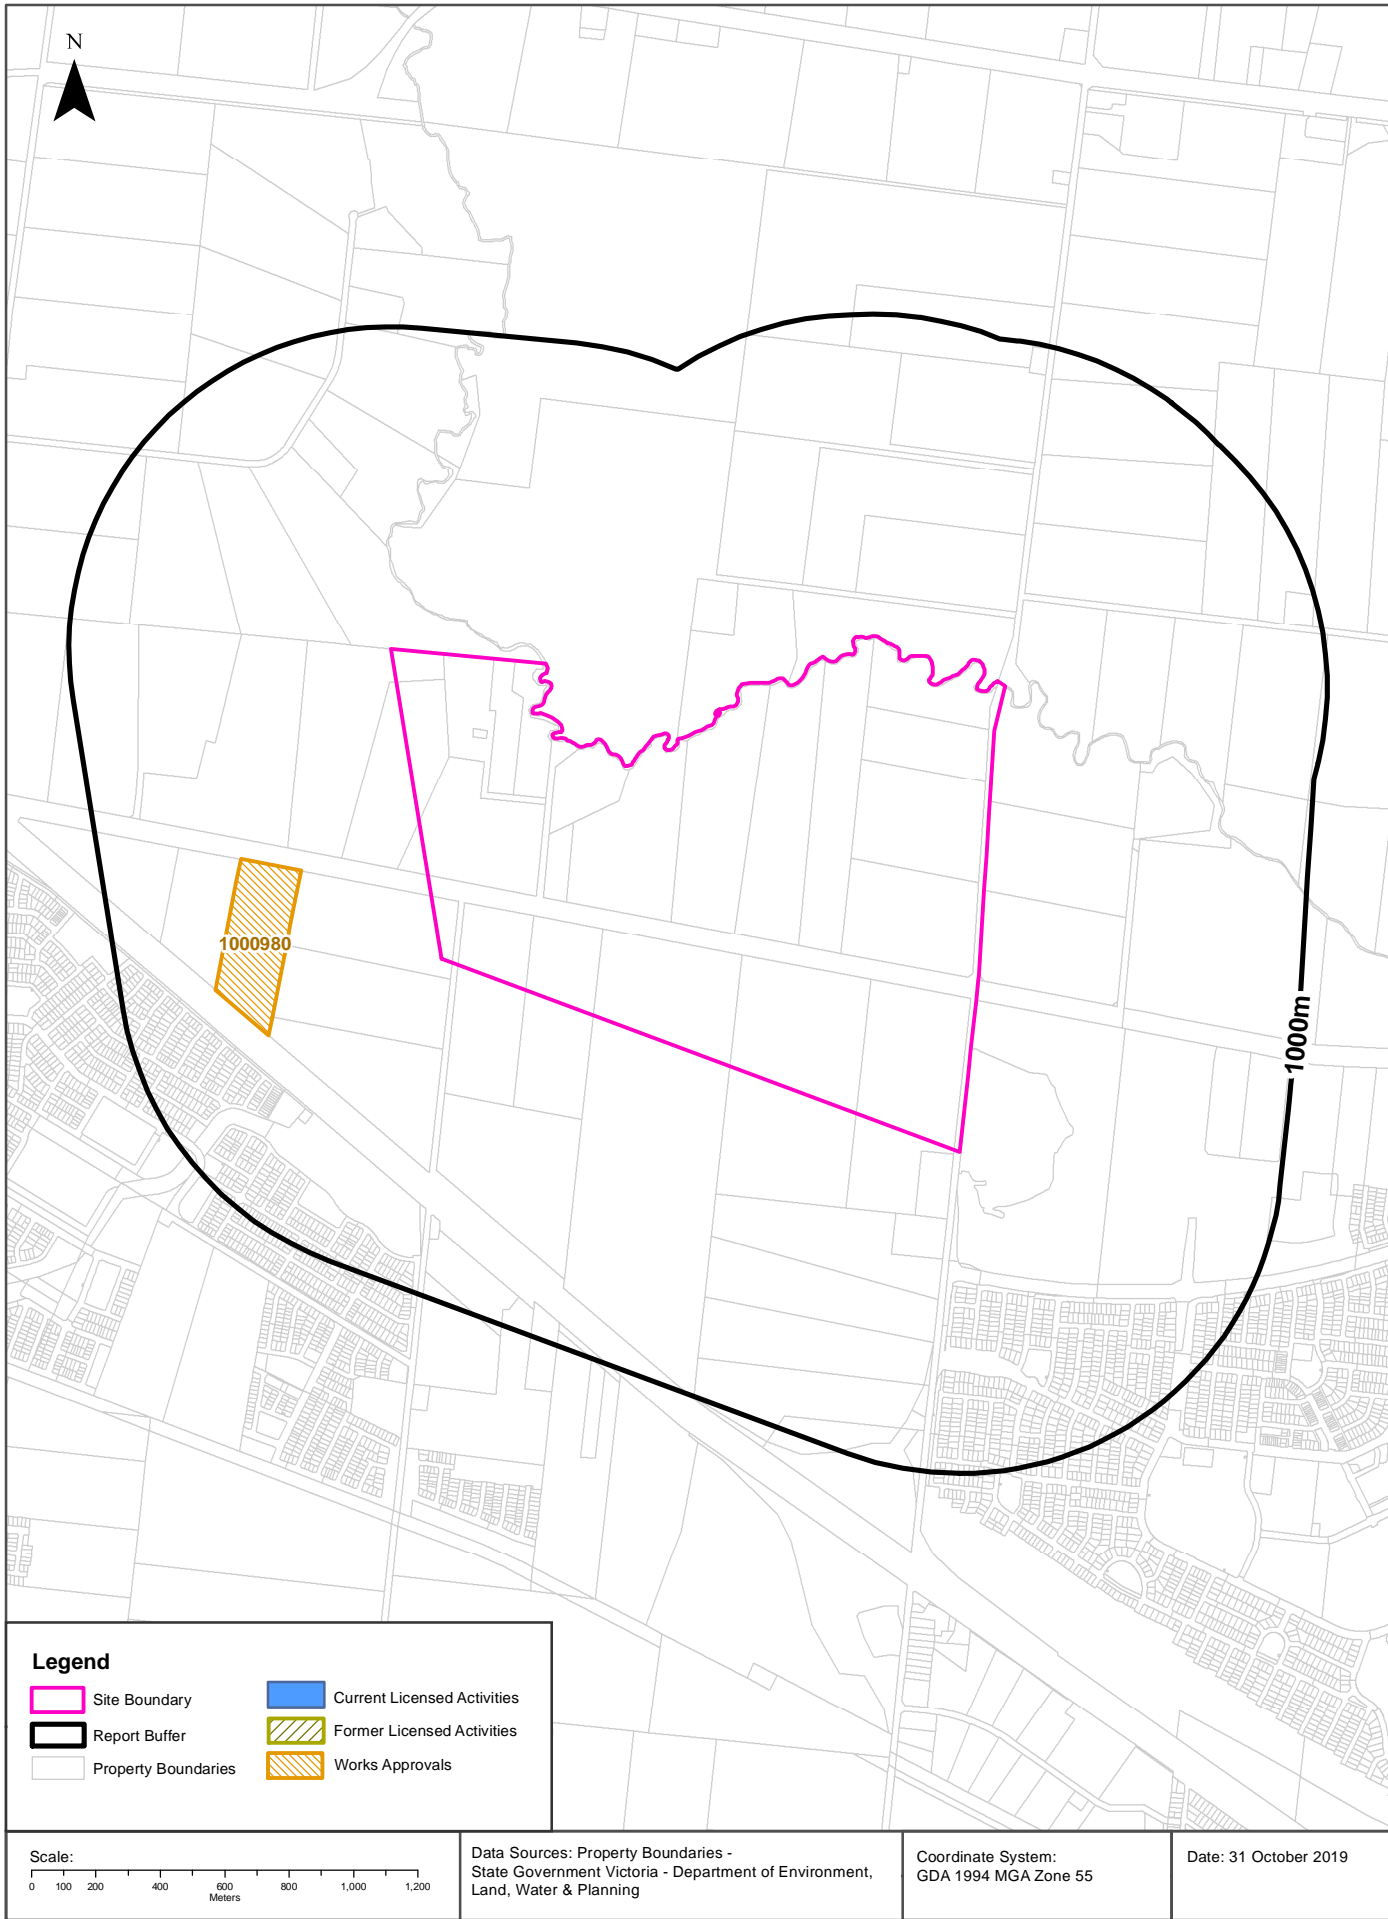 N
1000980
1000m
Legend
Site Boundary
Report Buffer
Property Boundaries
Current Licensed Activities
Former Licensed Activities
Works Approvals
Scale:
0 100 200 400 600 800 1,000 1,200
Meters
Data Sources: Property Boundaries -
State Government Victoria - Department of Environment,
Land, Water & Planning
Coordinate System:
GDA 1994 MGA Zone 55
Date: 31 October 2019